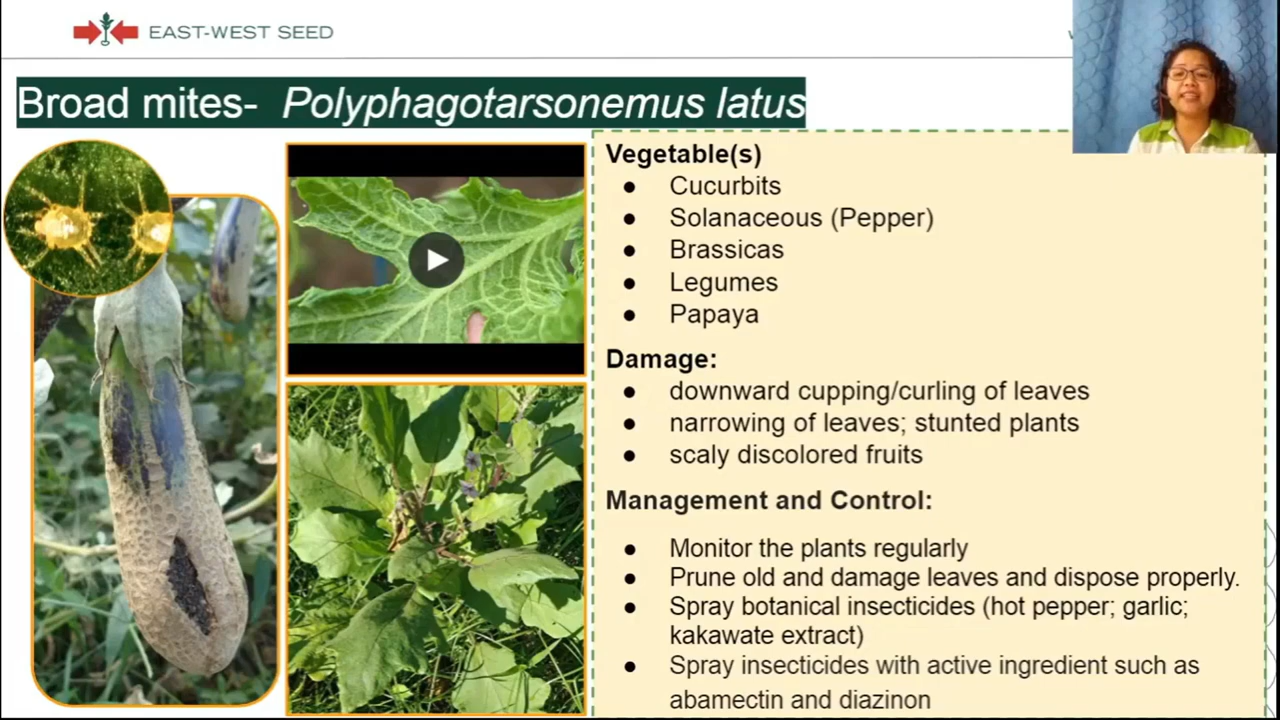 EAST-WEST SEED
Broad mites- Polyphagotarsonemus latus
Vegetable(s)
● Cucurbits
● Solanaceous (Pepper)
● Brassicas
● Legumes
● Papaya
Damage:
● downward cupping/curling of leaves
● narrowing of leaves; stunted plants
● scaly discolored fruits
Management and Control:
● Monitor the plants regularly
● Prune old and damage leaves and dispose properly.
● Spray botanical insecticides (hot pepper; garlic;
kakawate extract)
● Spray insecticides with active ingredient such as
abamectin and diazinon